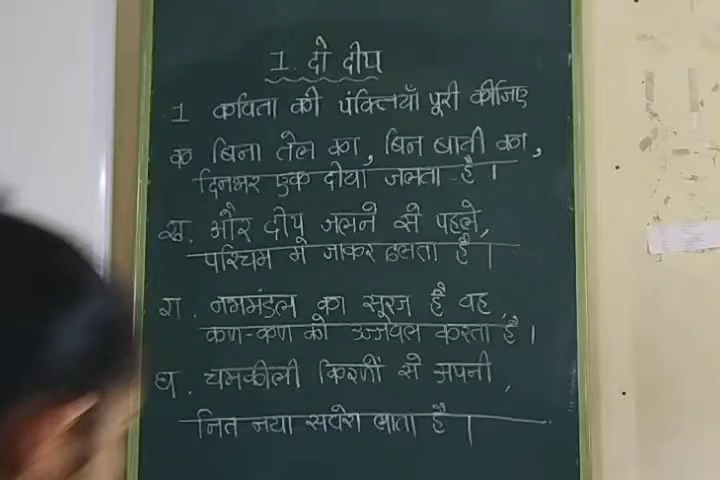 1. दो दीप
1 कविता की पंक्तियाँ पूरी कीजिए
क बिना तेल का, बिन बाती का,
दिनभर एक दीया जलता है।
ख. और दीप जलने से पहले,
पश्चिम में जाकर ढलता है।
ग. नभमंडल का सूरज है वह,
कण-कण को उज्जवल करता है।
घ. चमकीली किरणों से अपनी,
नित नया सवेरा लाता है।